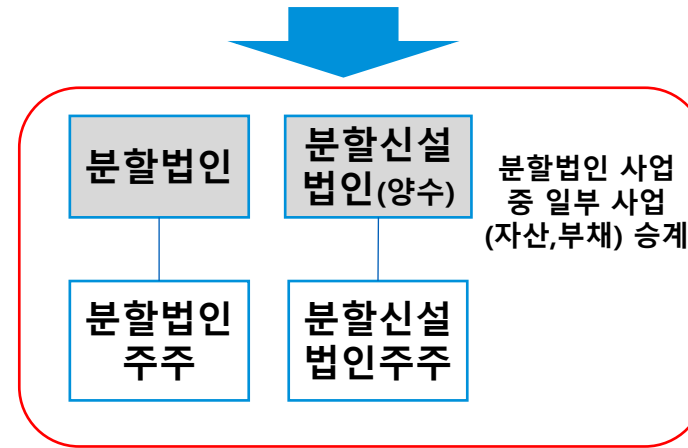 분할법인
분할신설
법인(양수)
분할법인 사업
중 일부 사업
(자산,부채) 승계
분할법인
주주
분할신설
법인주주